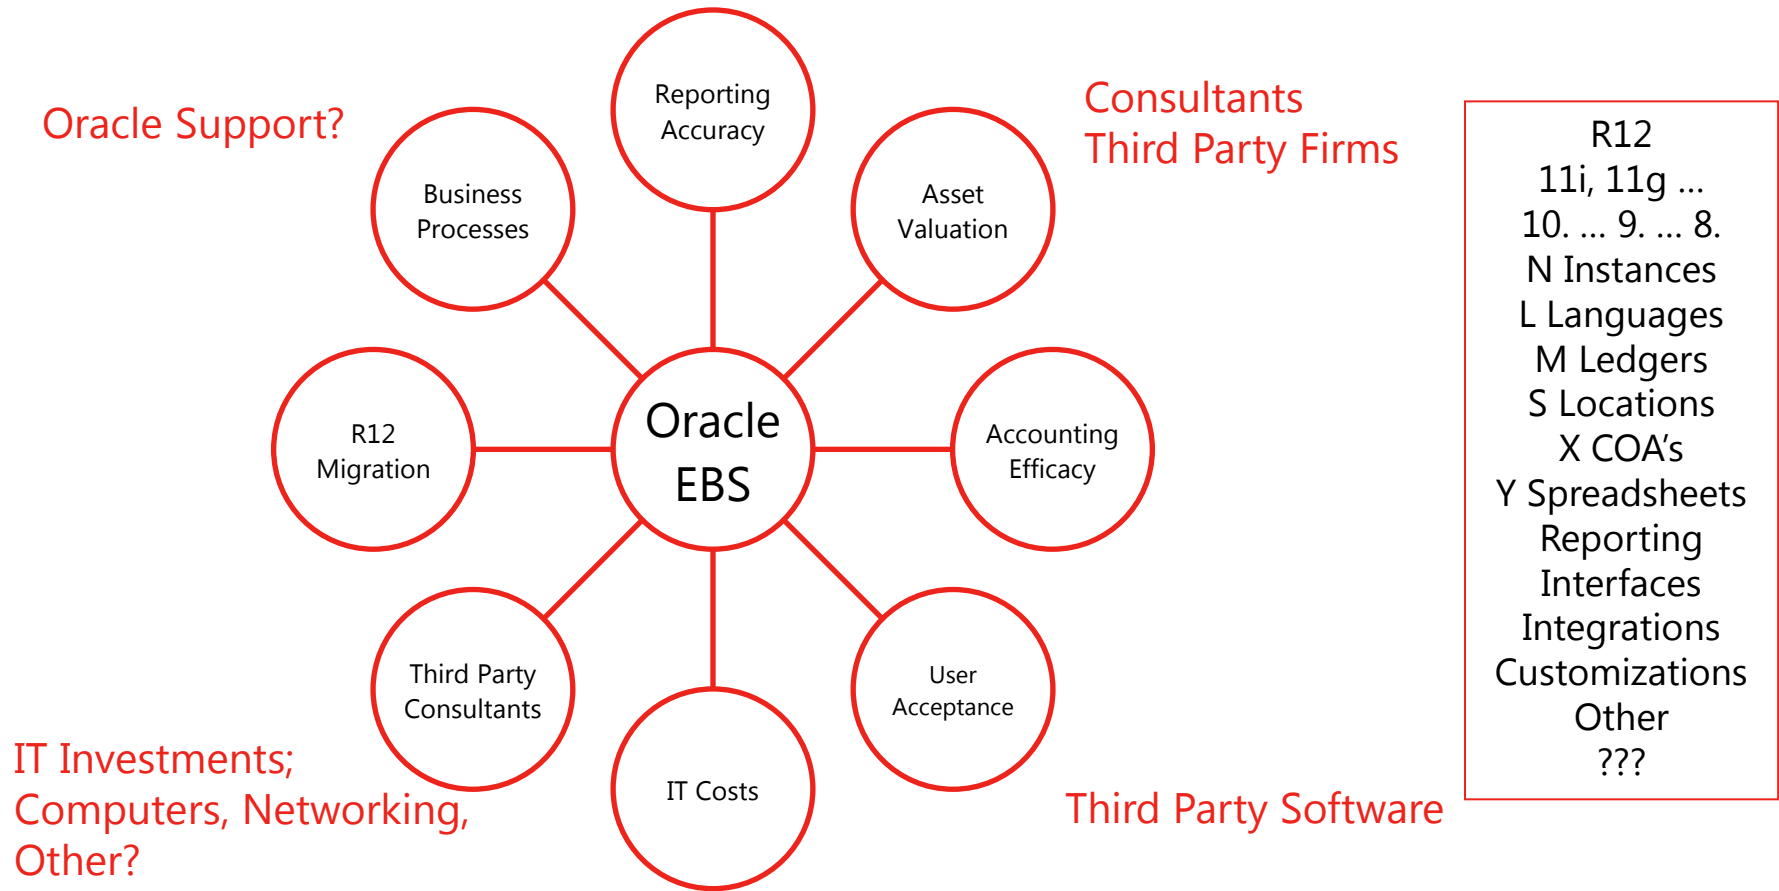 Oracle Support?
Reporting
Accuracy
Consultants
Third Party Firms
Business
Processes
Asset
Valuation
R12
Migration
Oracle
EBS
Accounting
Efficacy
Third Party
Consultants
User
Acceptance
IT Costs
IT Investments;
Computers, Networking,
Other?
Third Party Software
R12
11i, 11g ...
10. ... 9. ... 8.
N Instances
L Languages
M Ledgers
S Locations
X COA’s
Y Spreadsheets
Reporting
Interfaces
Integrations
Customizations
Other
???